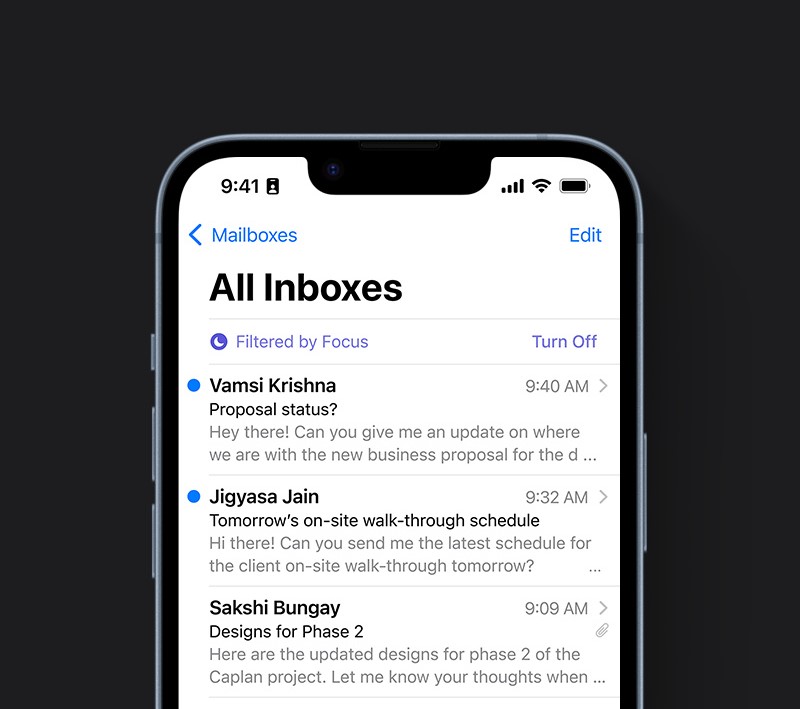 9:41
Mailboxes
Edit
All Inboxes
Filtered by Focus
Turn Off
Vamsi Krishna
9:40 AM
Proposal status?
Hey there! Can you give me an update on where
we are with the new business proposal for the d ...
Jigyasa Jain
9:32 AM
Tomorrow’s on-site walk-through schedule
Hi there! Can you send me the latest schedule for
the client on-site walk-through tomorrow? ...
Sakshi Bungay
9:09 AM
Designs for Phase 2
Here are the updated designs for phase 2 of the
Caplan project. Let me know your thoughts when ...